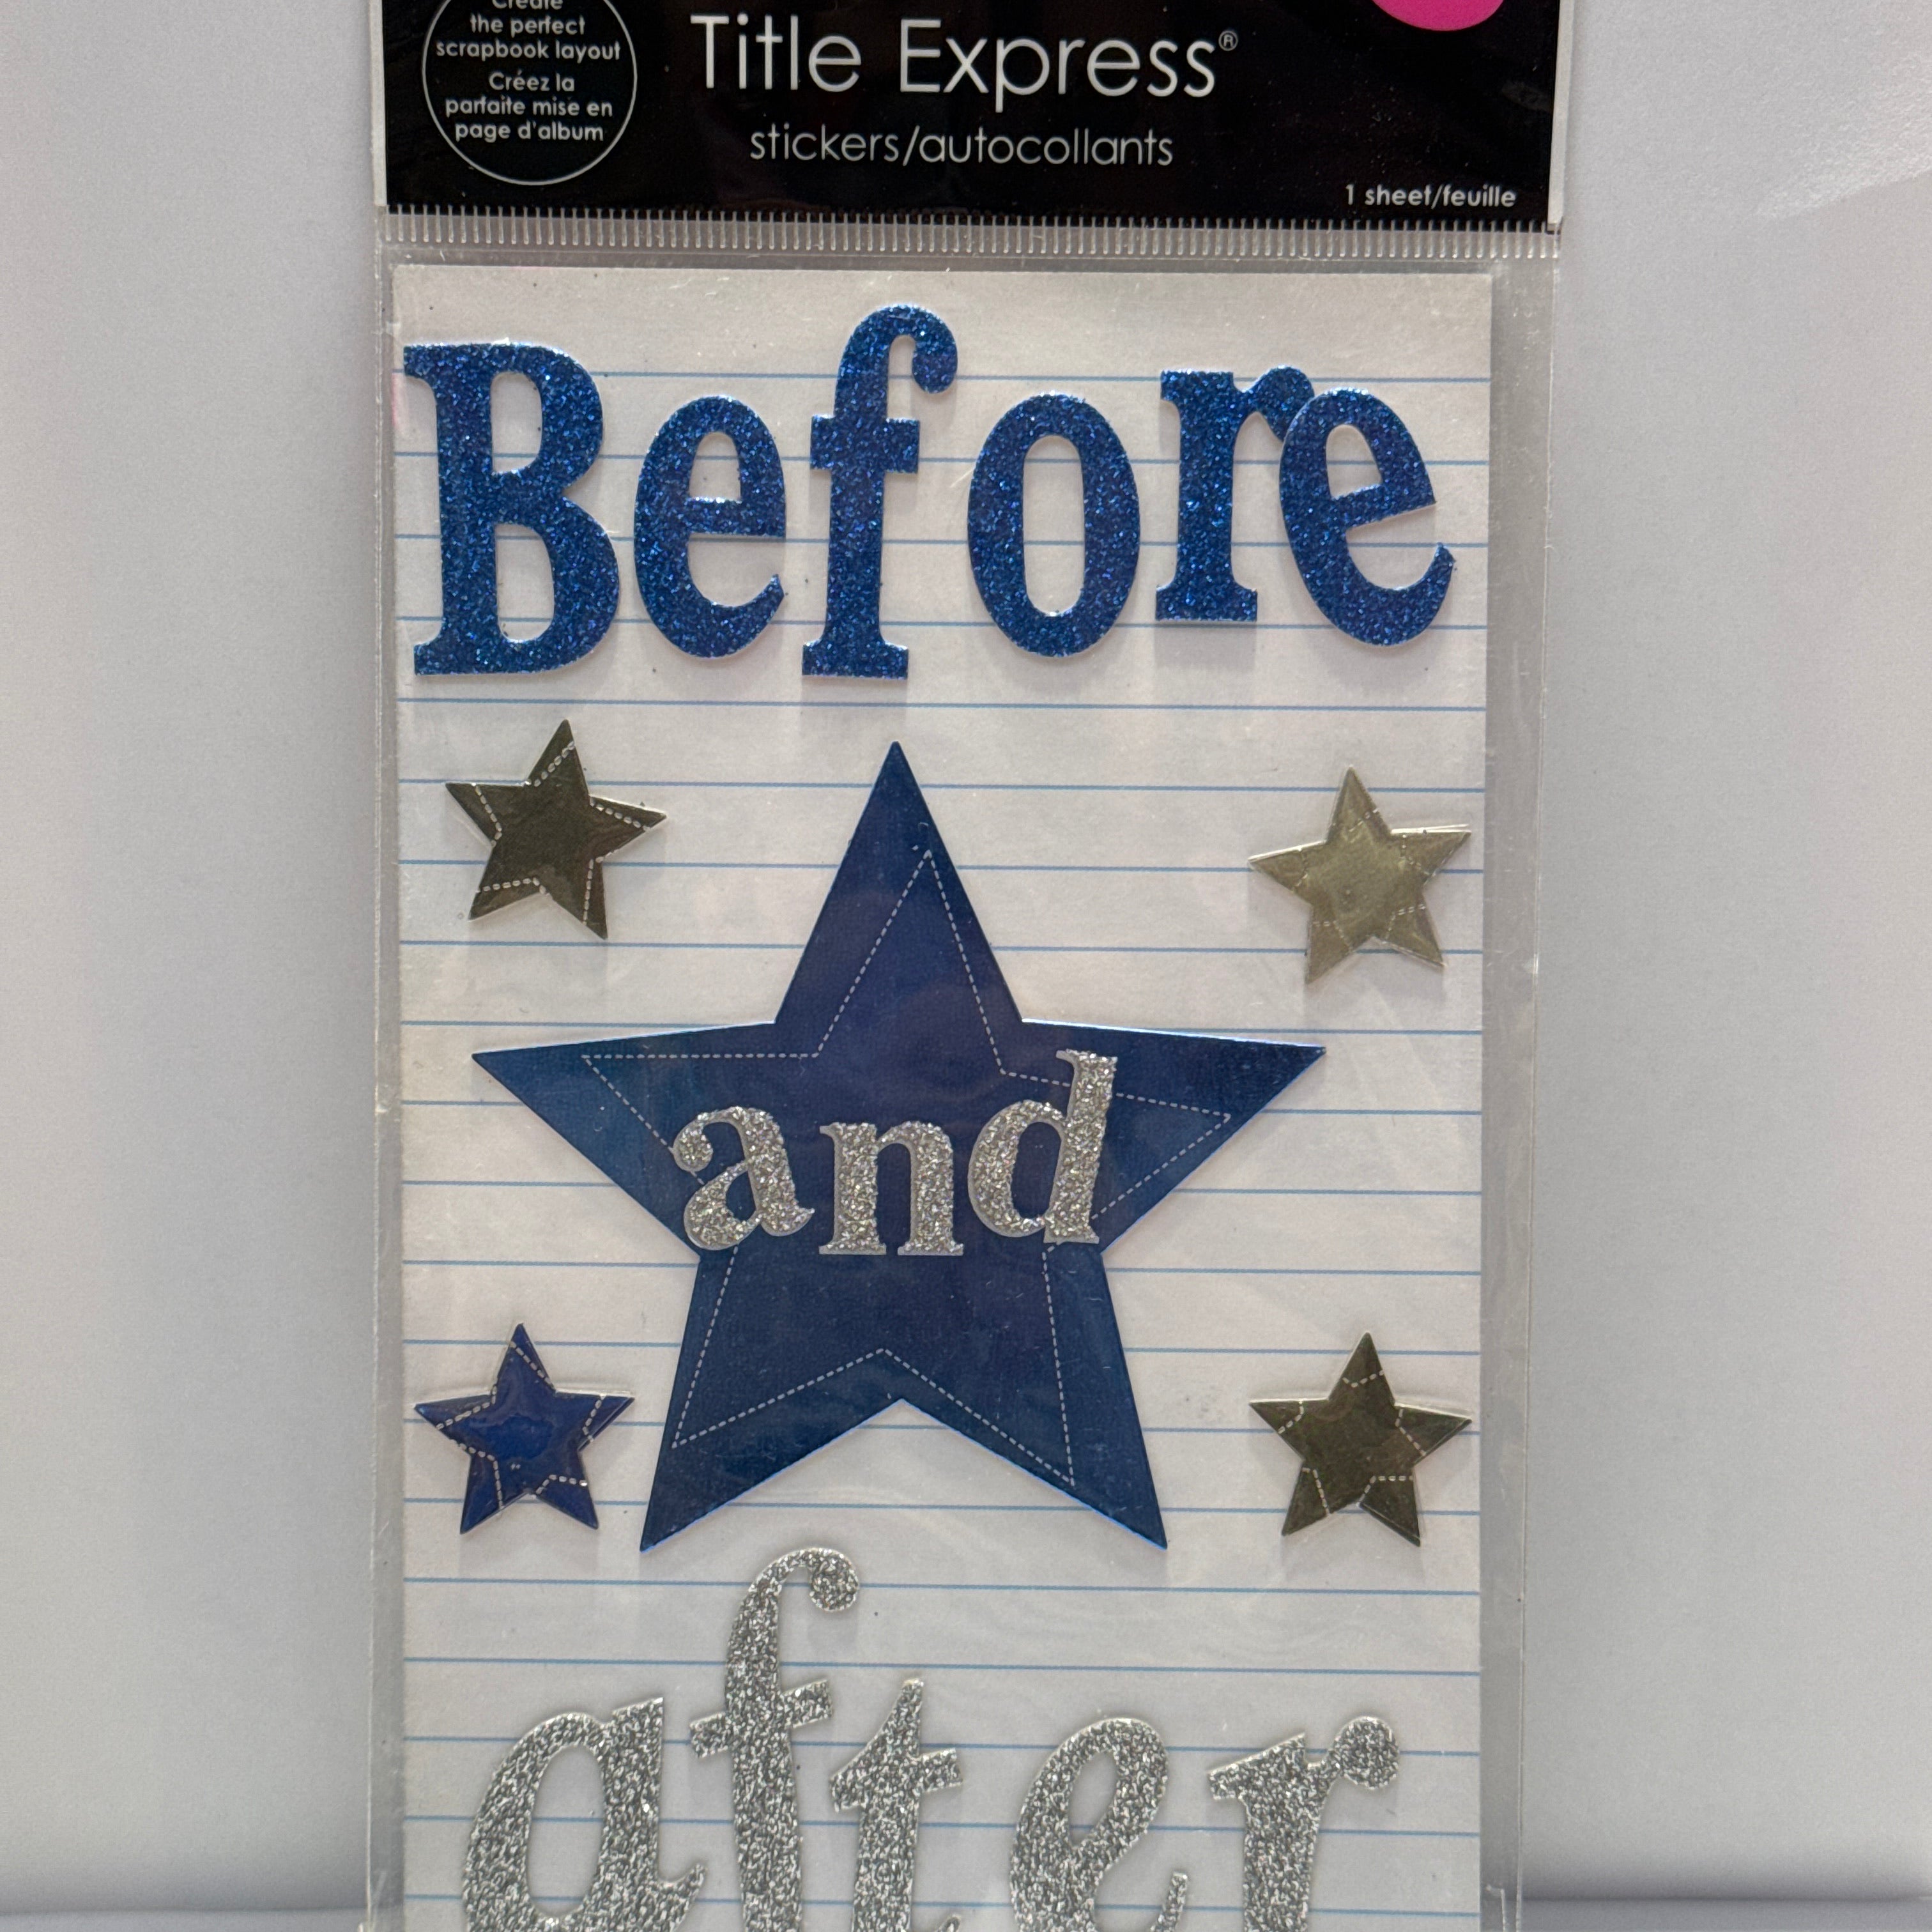 Create
the perfect
scrapbook layout
Créez la
parfaite mise en
page d'album
Title Express®
stickers/autocollants
1 sheet/feuille
Before
and
after